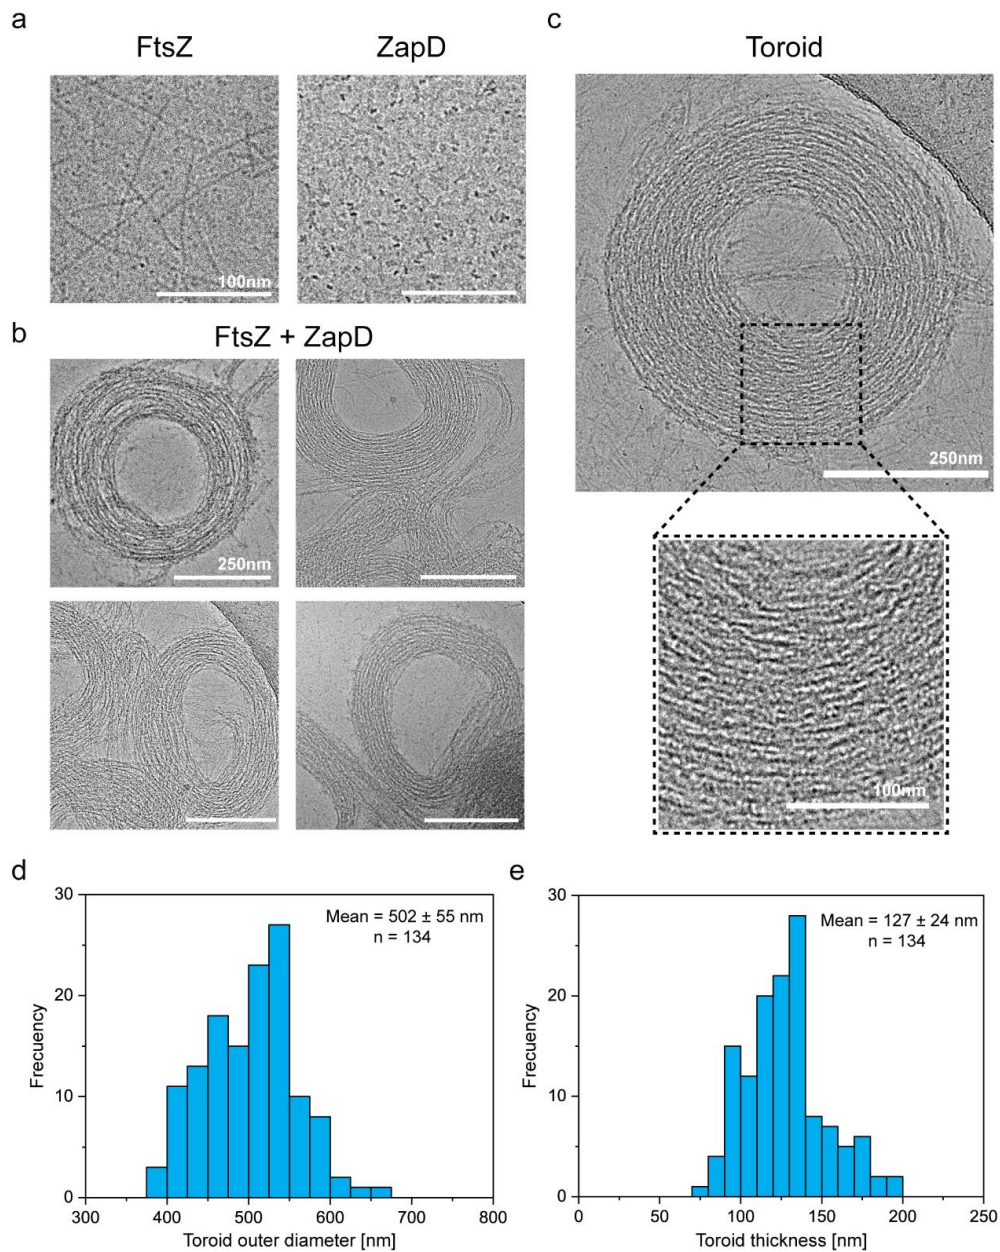 a
FtsZ
ZapD
100nm
b
FtsZ + ZapD
250nm
c
Toroid
250nm
100nm
d
30
20
10
0
Frecuency
Mean = 502 ± 55 nm
n = 134
300
400
500
600
700
800
Toroid outer diameter [nm]
e
30
20
10
0
Frecuency
Mean = 127 ± 24 nm
n = 134
0
50
100
150
200
250
Toroid thickness [nm]